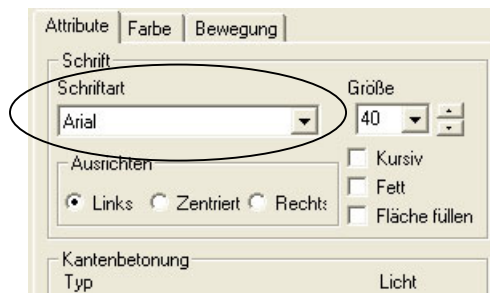 Attribute Farbe Bewegung
Schrift
Schriftart Größe
Arial 40
Ausrichten Kursiv
Fett
Links Zentriert Rechts
Fläche füllen
Kantenbetonung
Typ Licht